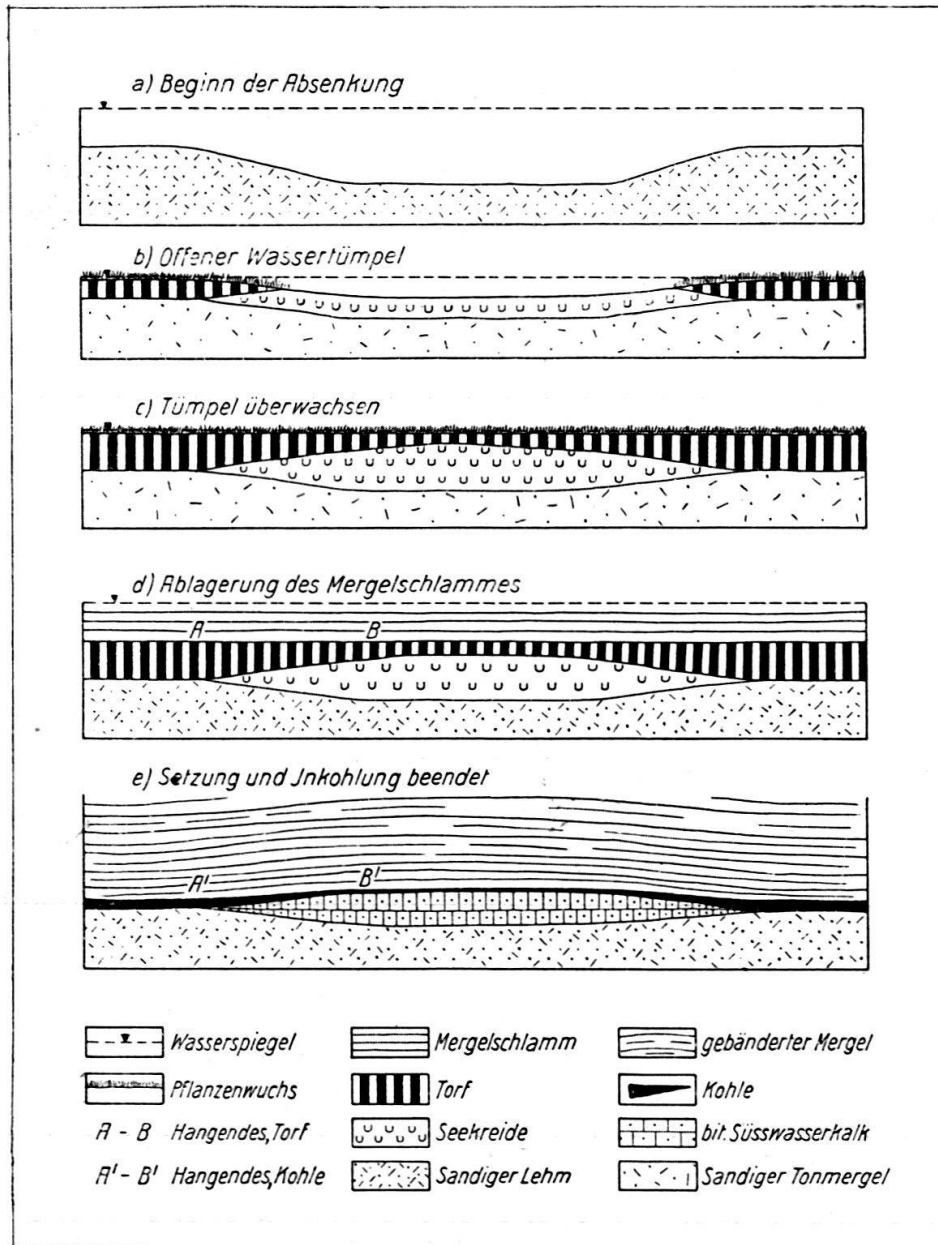 a) Beginn der Absenkung
b) Offener Wassertümpel
c) Tümpel überwachsen
d) Ablagerung des Mergelschlammes
A B
e) Setzung und Jnkohlung beendet
A' B'
Wasserspiegel
Mergelschlamm
gebänderter Mergel
Pflanzenwuchs
Torf
Kohle
A - B Hangendes, Torf
Seekreide
bit. Süsswasserkalk
A' - B' Hangendes, Kohle
Sandiger Lehm
Sandiger Tonmergel